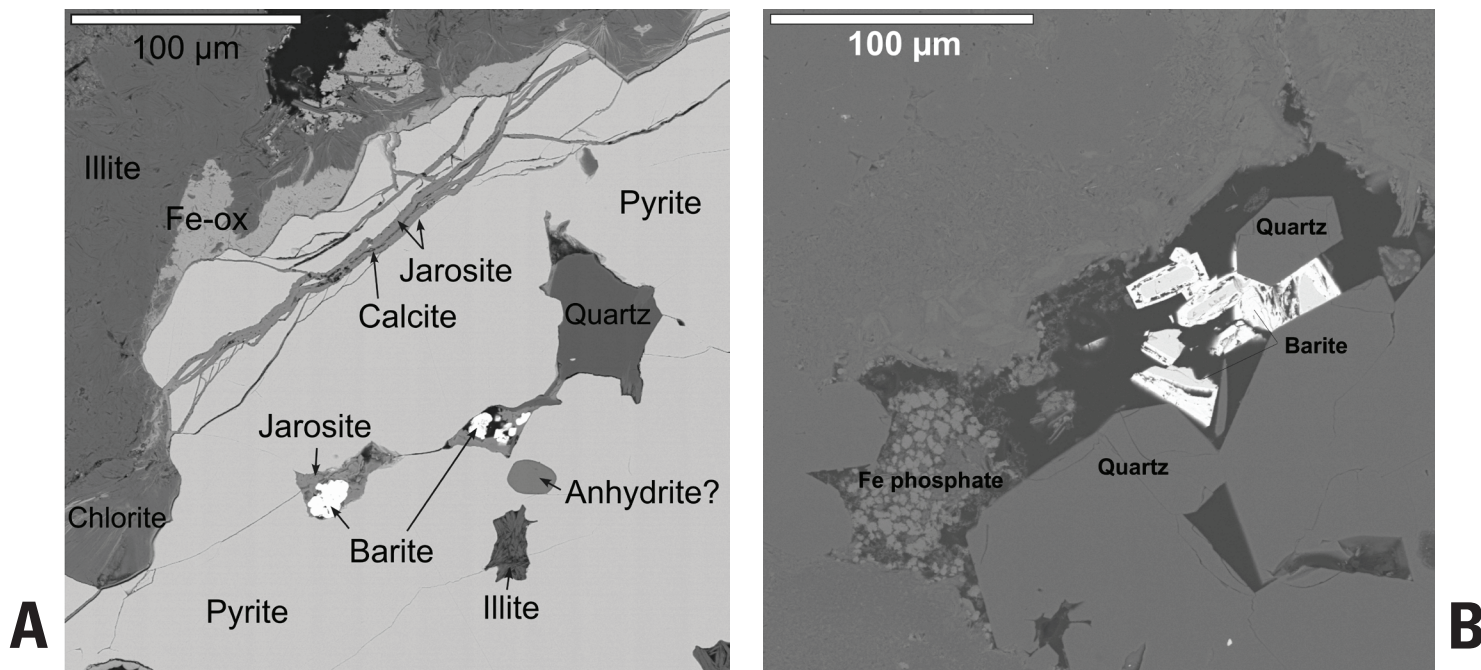 100 µm
Illite
Fe-ox
Pyrite
Jarosite
Calcite
Quartz
Jarosite
Anhydrite?
Chlorite
Barite
Illite
Pyrite
A
100 µm
Quartz
Barite
Quartz
Fe phosphate
B